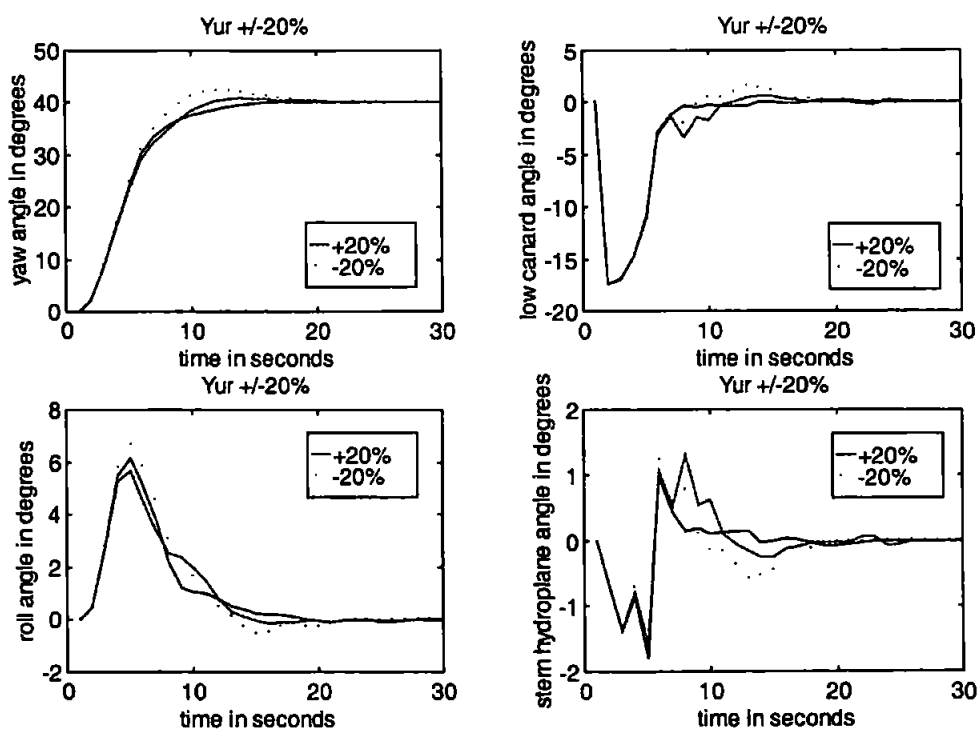 Yur +/-20%
yaw angle in degrees
50
40
30
20
10
0
+20%
-20%
0 10 20 30
time in seconds
Yur +/-20%
low canard angle in degrees
5
0
-5
-10
-15
-20
+20%
-20%
0 10 20 30
time in seconds
Yur +/-20%
roll angle in degrees
8
6
4
2
0
-2
+20%
-20%
0 10 20 30
time in seconds
Yur +/-20%
stern hydroplane angle in degrees
2
1
0
-1
-2
+20%
-20%
0 10 20 30
time in seconds